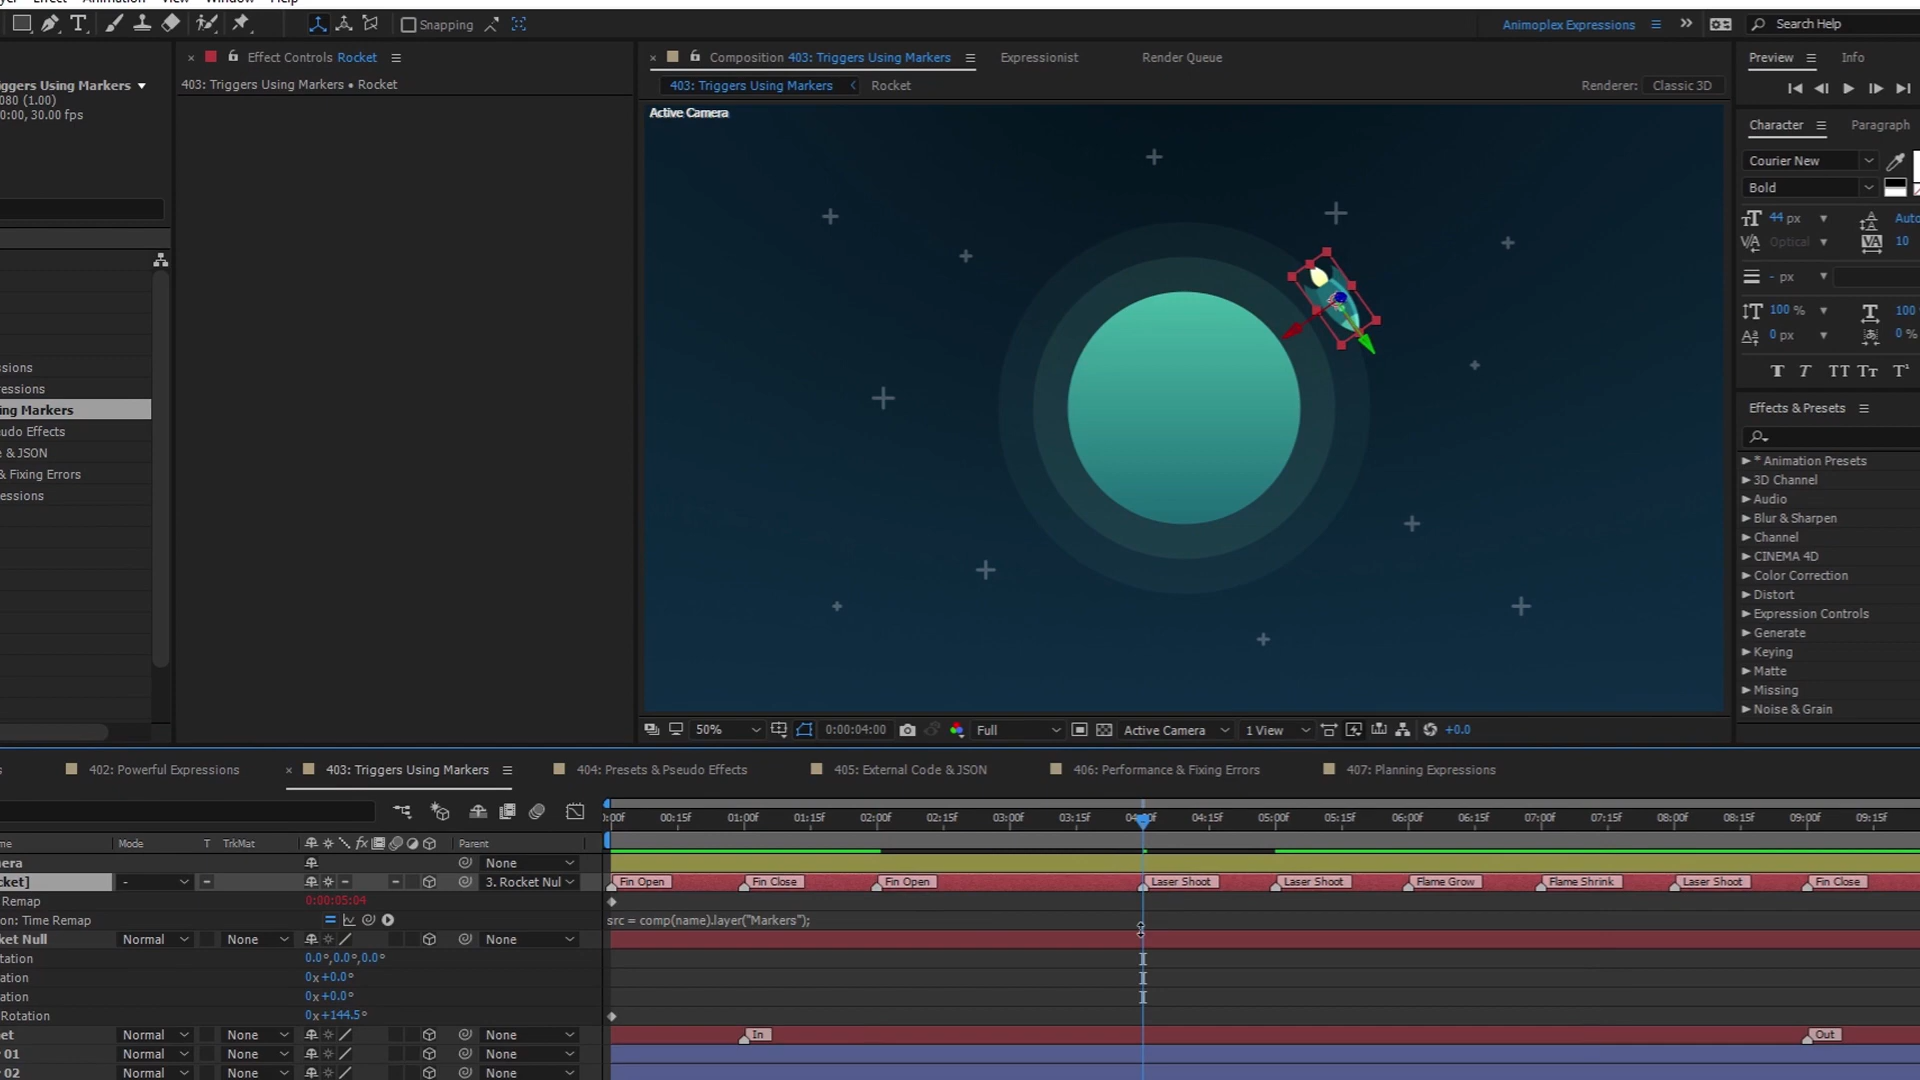 Effect Animation Window Help
Snapping
Animoplex Expressions
Search Help
Effect Controls Rocket
Composition 403: Triggers Using Markers
Expressionist
Render Queue
Preview
Info
403: Triggers Using Markers • Rocket
403: Triggers Using Markers
Rocket
Renderer:
Classic 3D
ggers Using Markers
080 (1.00)
0:00, 30.00 fps
Active Camera
Character
Paragraph
Courier New
Bold
44 px
Auto
Optical
10
- px
100 %
100
0 px
0 %
Effects & Presets
ssions
ressions
ing Markers
udo Effects
e & JSON
& Fixing Errors
essions
* Animation Presets
3D Channel
Audio
Blur & Sharpen
Channel
CINEMA 4D
Color Correction
Distort
Expression Controls
Generate
Keying
Matte
Missing
Noise & Grain
50%
0:00:04:00
Full
Active Camera
1 View
+0.0
402: Powerful Expressions
403: Triggers Using Markers
404: Presets & Pseudo Effects
405: External Code & JSON
406: Performance & Fixing Errors
407: Planning Expressions
:00f 00:15f 01:00f 01:15f 02:00f 02:15f 03:00f 03:15f 04:00f 04:15f 05:00f 05:15f 06:00f 06:15f 07:00f 07:15f 08:00f 08:15f 09:00f 09:15f
me Mode T TrkMat Parent
era None
cket] - 3. Rocket Nul Fin Open Fin Close Fin Open Laser Shoot Laser Shoot Flame Grow Flame Shrink Laser Shoot Fin Close
Remap 0:00:05:04
on: Time Remap src = comp(name).layer("Markers");
ket Null Normal None None
tation 0.0°,0.0°,0.0°
ation 0x+0.0°
ation 0x+0.0°
Rotation 0x+144.5°
et Normal None None In Out
01 Normal None None
02 Normal None None